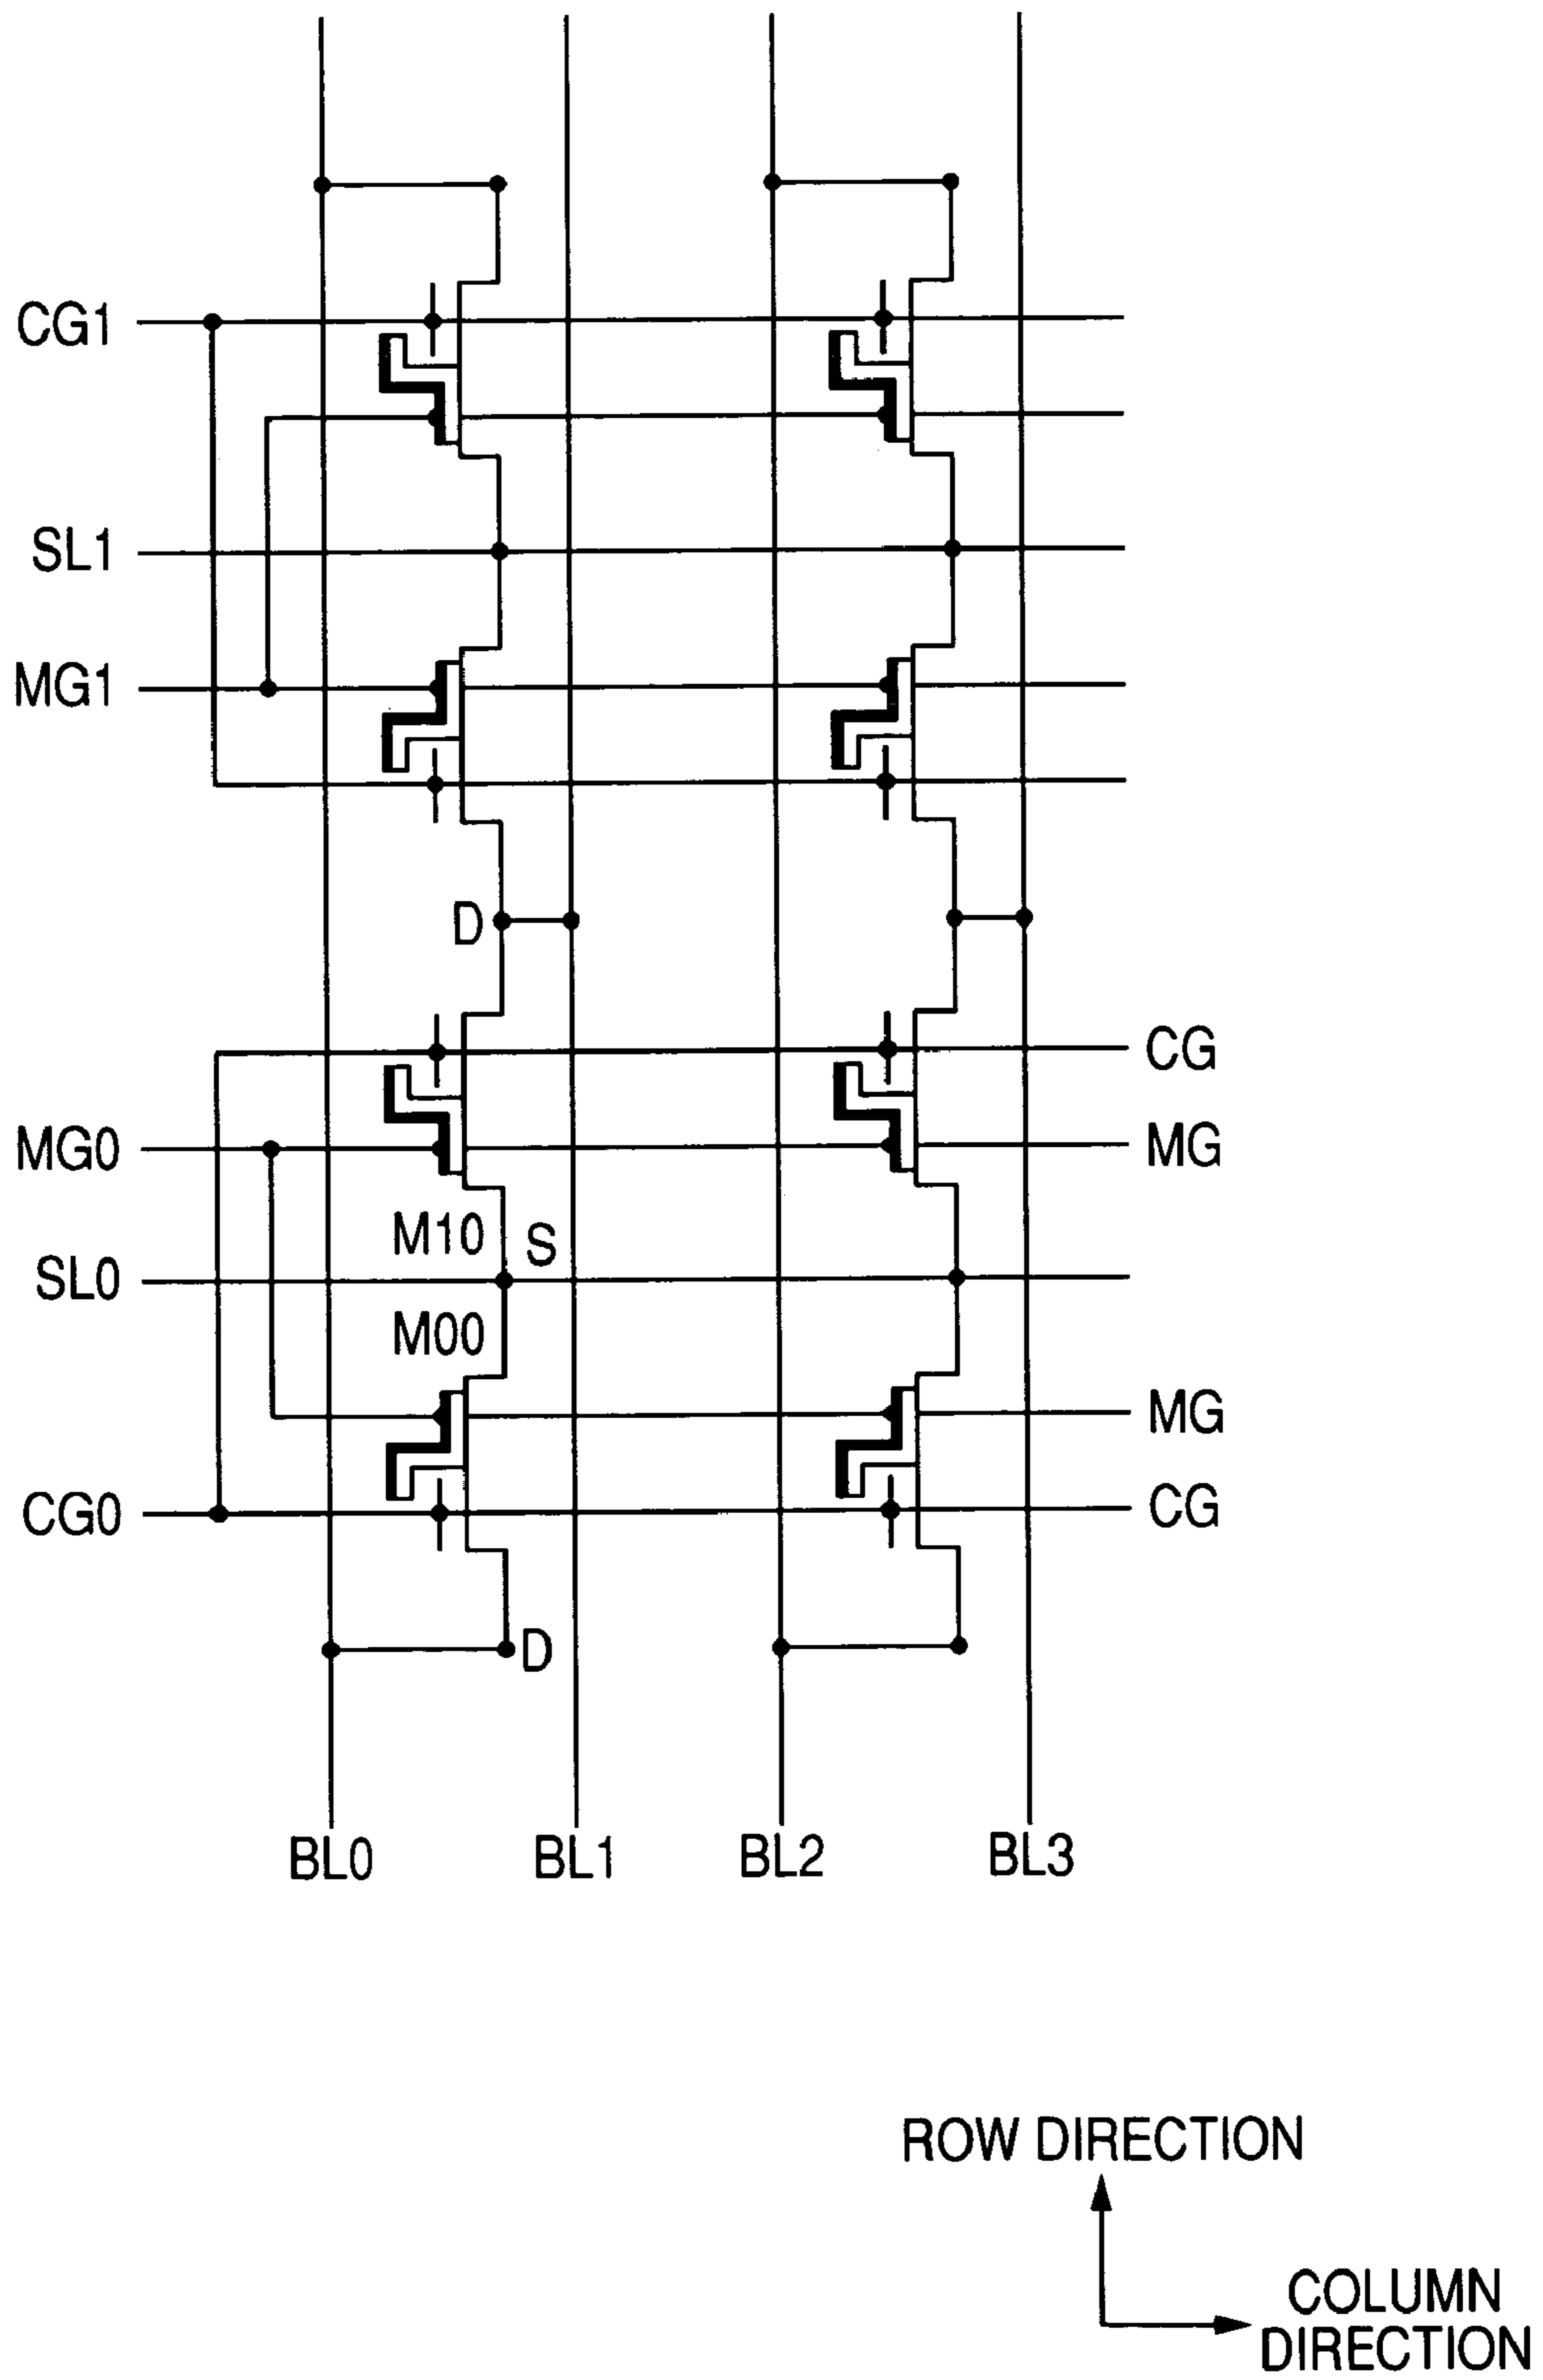 CG1
SL1
MG1
D
CG
MG0
MG
M10
S
SL0
M00
MG
CG0
CG
D
BL0
BL1
BL2
BL3
ROW DIRECTION
COLUMN
DIRECTION